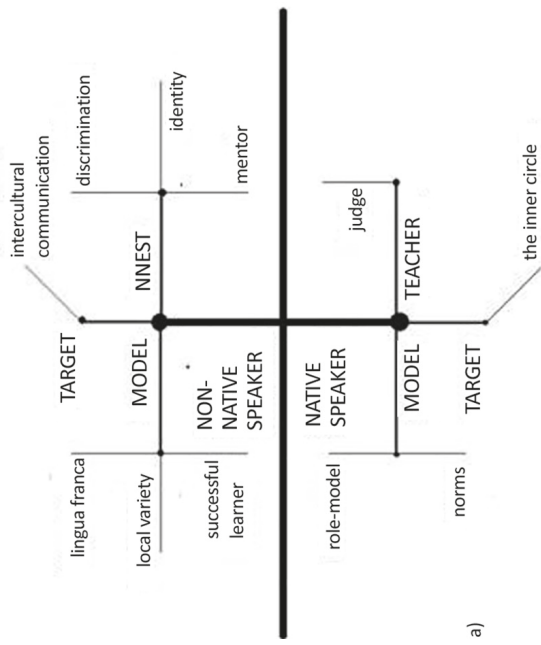 intercultural
communication
TARGET
lingua franca
local variety
successful
learner
MODEL
NNEST
discrimination
identity
mentor
NON-
NATIVE
SPEAKER
NATIVE
SPEAKER
role-model
norms
MODEL
TEACHER
judge
TARGET
the inner circle
a)